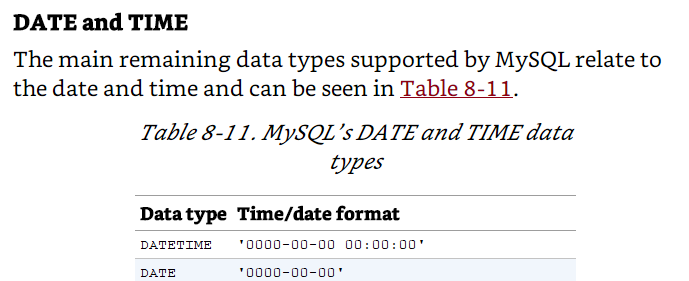 DATE and TIME
The main remaining data types supported by MySQL relate to
the date and time and can be seen in Table 8-11.
Table 8-11. MySQL’s DATE and TIME data
types
Data type Time/date format
DATETIME '0000-00-00 00:00:00'
DATE '0000-00-00'